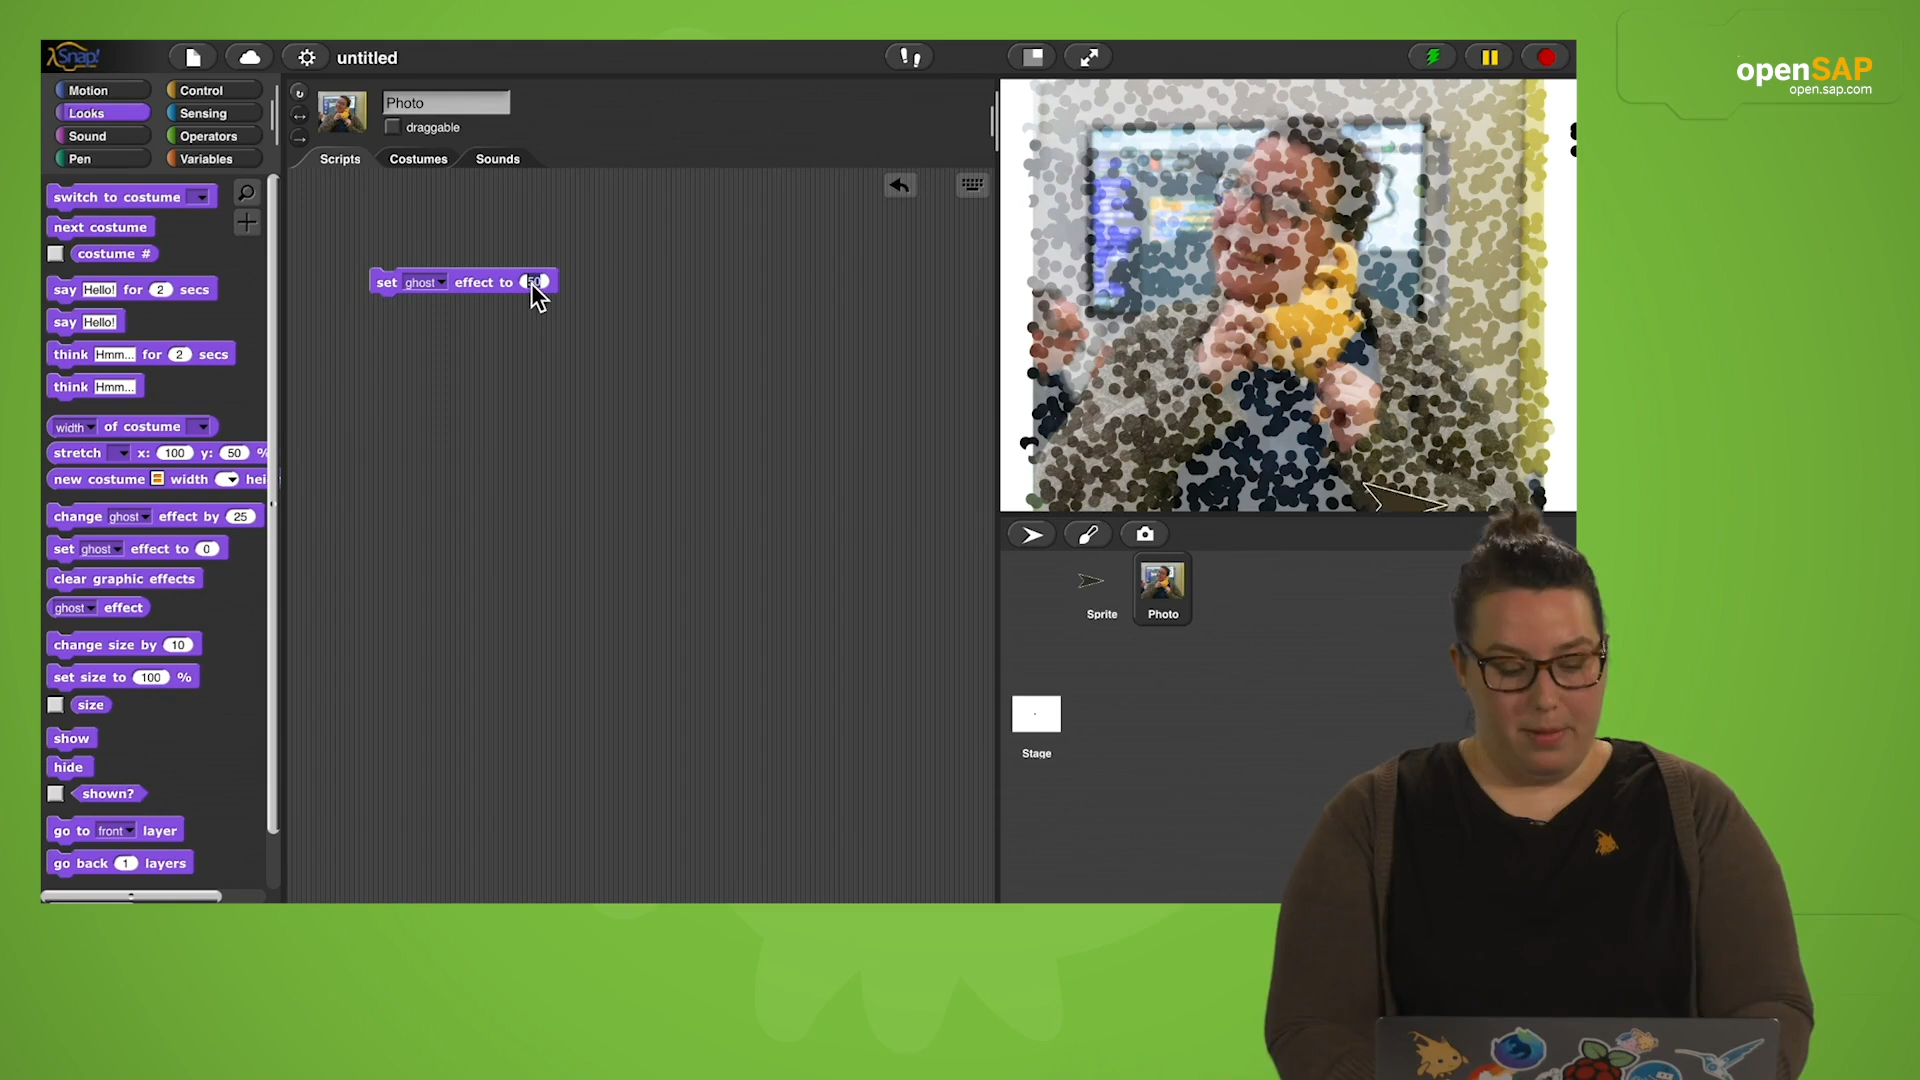 Snap!
untitled
openSAP
open.sap.com
Motion
Control
Looks
Sensing
Sound
Operators
Pen
Variables
Photo
draggable
Scripts
Costumes
Sounds
switch to costume
next costume
costume #
say Hello! for 2 secs
say Hello!
think Hmm... for 2 secs
think Hmm...
width of costume
stretch x: 100 y: 50 %
new costume width hei
change ghost effect by 25
set ghost effect to 0
clear graphic effects
ghost effect
change size by 10
set size to 100 %
size
show
hide
shown?
go to front layer
go back 1 layers
set ghost effect to 50
Sprite
Photo
Stage